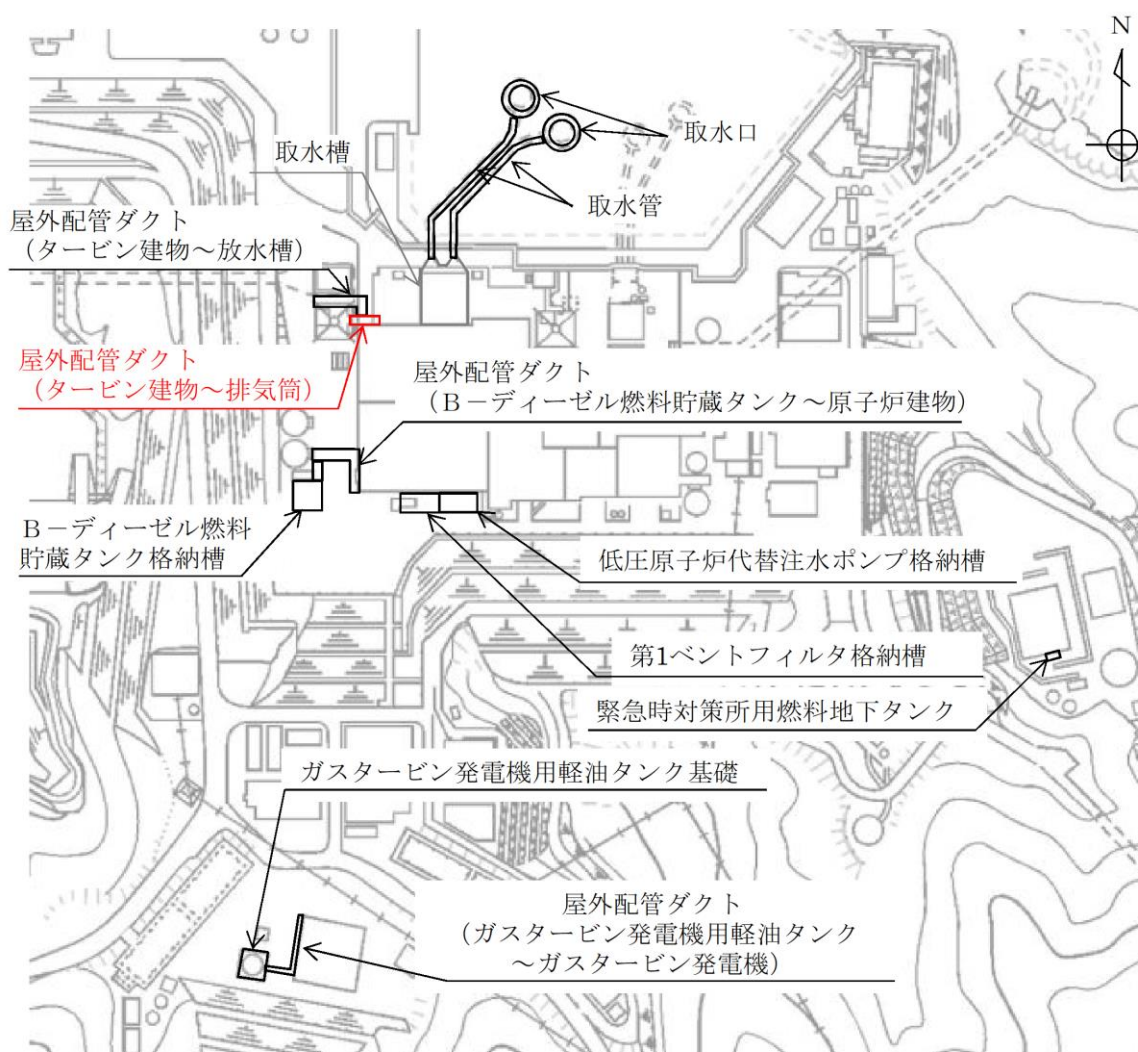 N
取水口
取水槽
取水管
屋外配管ダクト
(タービン建物~放水槽)
屋外配管ダクト
(タービン建物~排気筒)
屋外配管ダクト
(B-ディーゼル燃料貯蔵タンク~原子炉建物)
B-ディーゼル燃料
貯蔵タンク格納槽
低圧原子炉代替注水ポンプ格納槽
第1ベントフィルタ格納槽
緊急時対策所用燃料地下タンク
ガスタービン発電機用軽油タンク基礎
屋外配管ダクト
(ガスタービン発電機用軽油タンク
~ガスタービン発電機)